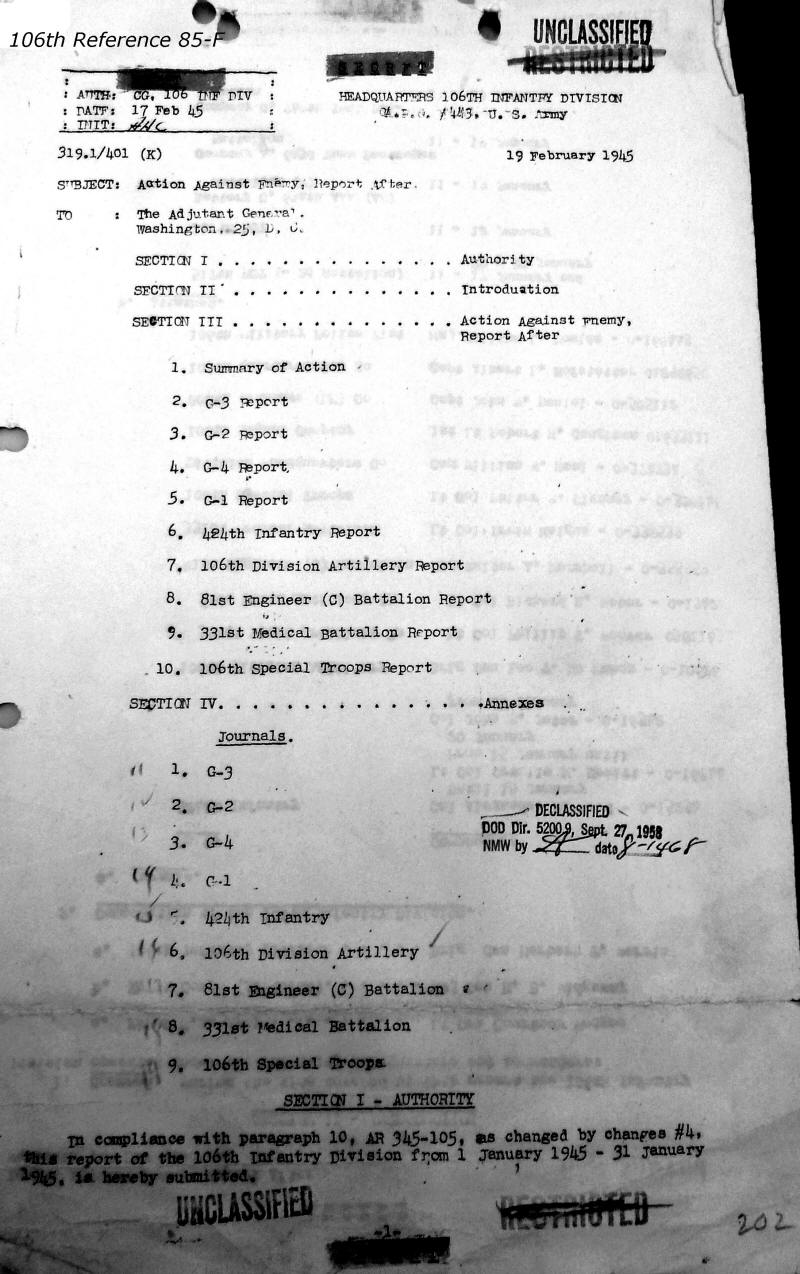 106th Reference 85-F
UNCLASSIFIED
RESTRICTED
SECRET
: AUTH: CG, 106 INF DIV :
: DATE: 17 Feb 45 :
: INIT: :
HEADQUARTERS 106TH INFANTRY DIVISION
A.P.O. #443, U. S. Army
319.1/401 (K)
19 February 1945
SUBJECT: Action Against Enemy, Report After.
TO : The Adjutant General.
Washington, 25, D. C.
SECTION I . . . . . . . . . . . . . . . Authority
SECTION II . . . . . . . . . . . . . . Introduation
SECTION III . . . . . . . . . . . . . . Action Against Enemy,
Report After
1. Summary of Action
2. G-3 Report
3. G-2 Report
4. G-4 Report.
5. G-1 Report
6. 424th Infantry Report
7. 106th Division Artillery Report
8. 81st Engineer (C) Battalion Report
9. 331st Medical Battalion Report
10. 106th Special Troops Report
SECTION IV. . . . . . . . . . . . . . . . .Annexes
Journals.
1. G-3
2. G-2
3. G-4
4. G-1
5. 424th Infantry
6. 106th Division Artillery
7. 81st Engineer (C) Battalion
8. 331st Medical Battalion
9. 106th Special Troops
DECLASSIFIED
DOD Dir. 5200.9, Sept. 27, 1958
NMW by date 8-1468
SECTION I - AUTHORITY
In compliance with paragraph 10, AR 345-105, as changed by changes #4,
this report of the 106th Infantry Division from 1 January 1945 - 31 January
1945, is hereby submitted.
UNCLASSIFIED
RESTRICTED
-1-
202